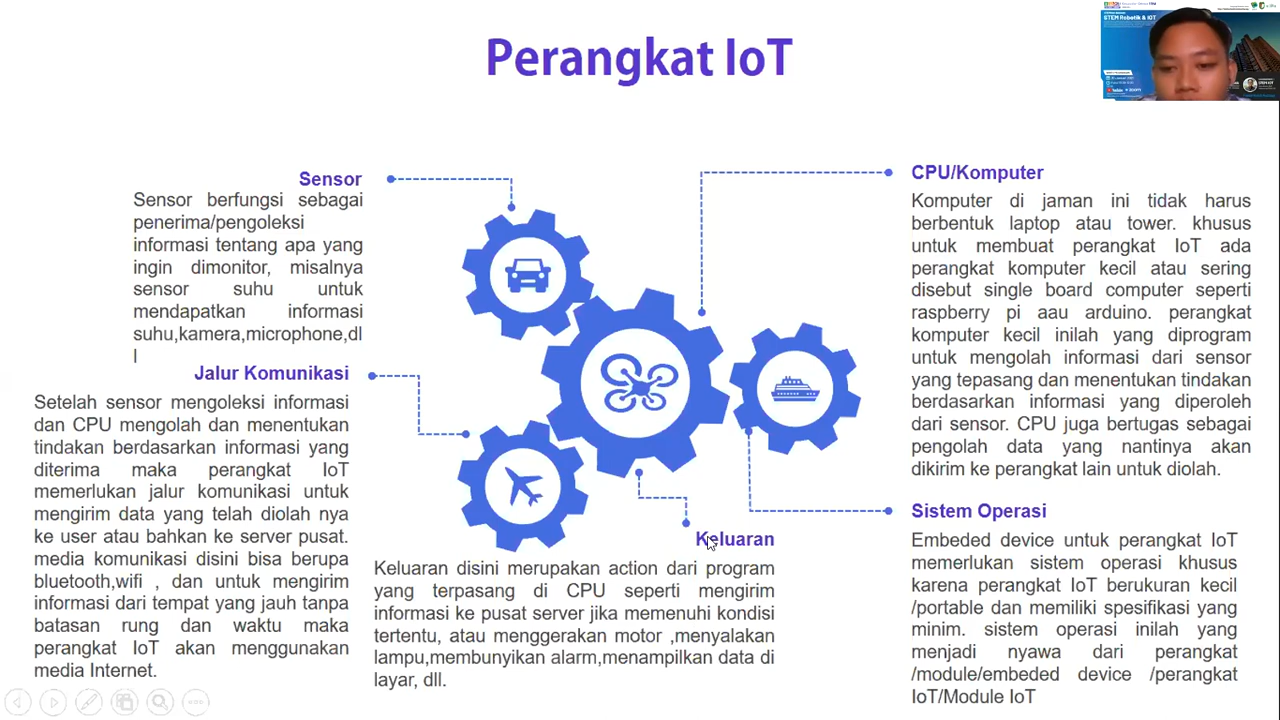 Perangkat IoT
STEM Robotik & IOT
Sensor
Sensor berfungsi sebagai
penerima/pengoleksi
informasi tentang apa yang
ingin dimonitor, misalnya
sensor suhu untuk
mendapatkan informasi
suhu,kamera,microphone,dl
l
Jalur Komunikasi
Setelah sensor mengoleksi informasi
dan CPU mengolah dan menentukan
tindakan berdasarkan informasi yang
diterima maka perangkat IoT
memerlukan jalur komunikasi untuk
mengirim data yang telah diolah nya
ke user atau bahkan ke server pusat.
media komunikasi disini bisa berupa
bluetooth,wifi , dan untuk mengirim
informasi dari tempat yang jauh tanpa
batasan rung dan waktu maka
perangkat IoT akan menggunakan
media Internet.
Keluaran
Keluaran disini merupakan action dari program
yang terpasang di CPU seperti mengirim
informasi ke pusat server jika memenuhi kondisi
tertentu, atau menggerakan motor ,menyalakan
lampu,membunyikan alarm,menampilkan data di
layar, dll.
CPU/Komputer
Komputer di jaman ini tidak harus
berbentuk laptop atau tower. khusus
untuk membuat perangkat IoT ada
perangkat komputer kecil atau sering
disebut single board computer seperti
raspberry pi aau arduino. perangkat
komputer kecil inilah yang diprogram
untuk mengolah informasi dari sensor
yang tepasang dan menentukan tindakan
berdasarkan informasi yang diperoleh
dari sensor. CPU juga bertugas sebagai
pengolah data yang nantinya akan
dikirim ke perangkat lain untuk diolah.
Sistem Operasi
Embeded device untuk perangkat IoT
memerlukan sistem operasi khusus
karena perangkat IoT berukuran kecil
/portable dan memiliki spesifikasi yang
minim. sistem operasi inilah yang
menjadi nyawa dari perangkat
/module/embeded device /perangkat
IoT/Module IoT